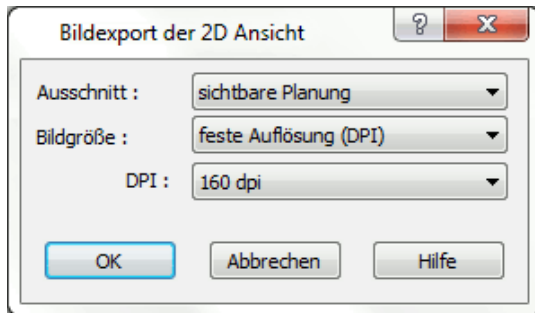 Bildexport der 2D Ansicht ?
Ausschnitt : sichtbare Planung
Bildgröße : feste Auflösung (DPI)
DPI : 160 dpi
OK Abbrechen Hilfe